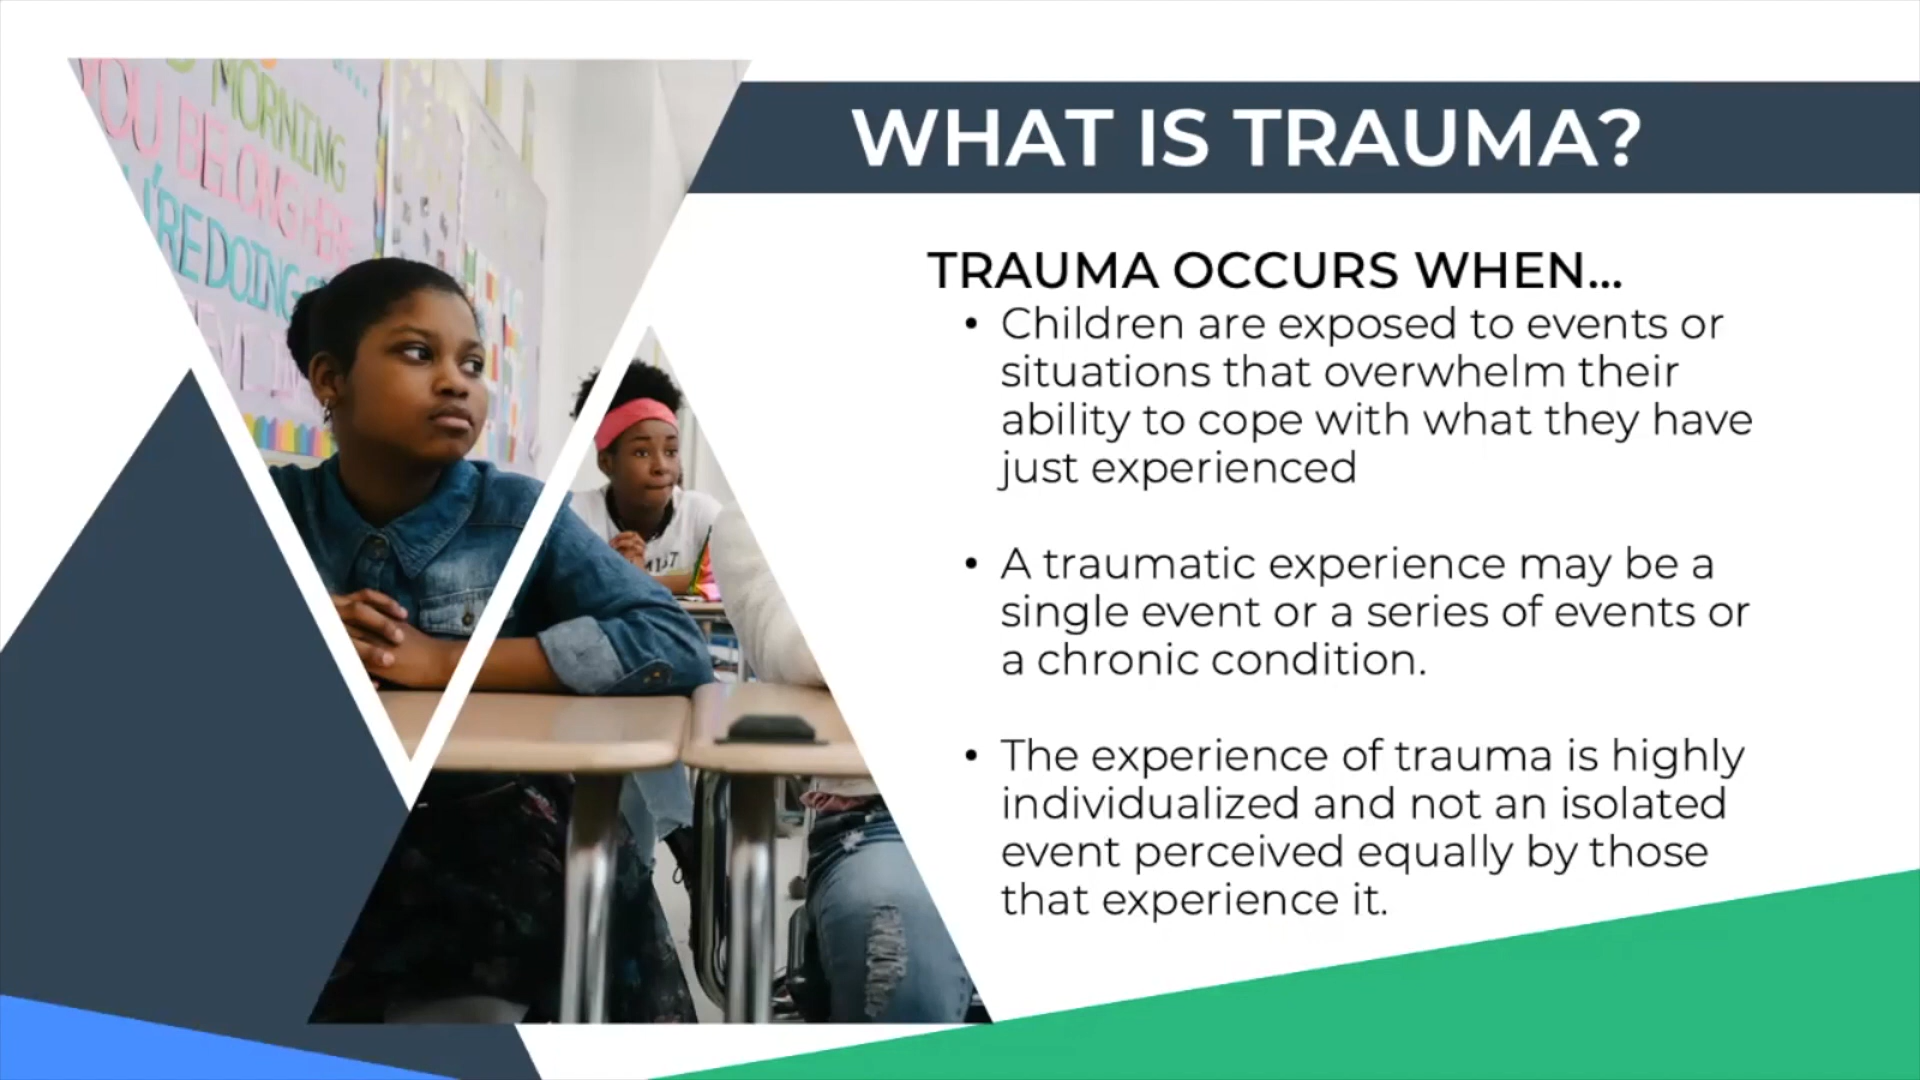 MORNING
YOU BELONG HERE
'RE DOING
WHAT IS TRAUMA?
TRAUMA OCCURS WHEN...
• Children are exposed to events or
situations that overwhelm their
ability to cope with what they have
just experienced
• A traumatic experience may be a
single event or a series of events or
a chronic condition.
• The experience of trauma is highly
individualized and not an isolated
event perceived equally by those
that experience it.